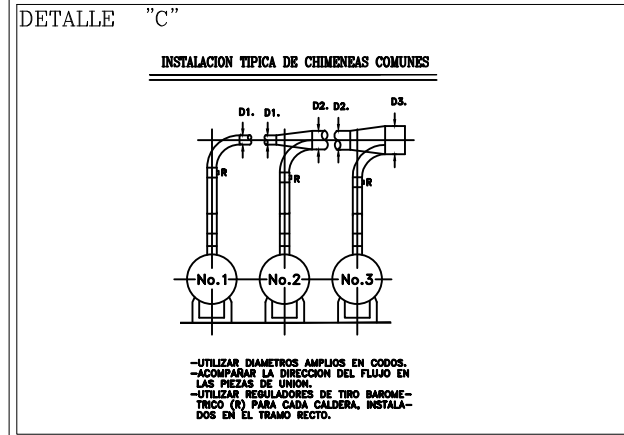 DETALLE "C"
INSTALACION TIPICA DE CHIMENEAS COMUNES
D1. D1. D2. D2. D3.
R R R
No.1 No.2 No.3
-UTILIZAR DIAMETROS AMPLIOS EN CODOS.
-ACOMPAÑAR LA DIRECCION DEL FLUJO EN
LAS PIEZAS DE UNION.
-UTILIZAR REGULADORES DE TIRO BAROME-
TRICO (R) PARA CADA CALDERA, INSTALA-
DOS EN EL TRAMO RECTO.